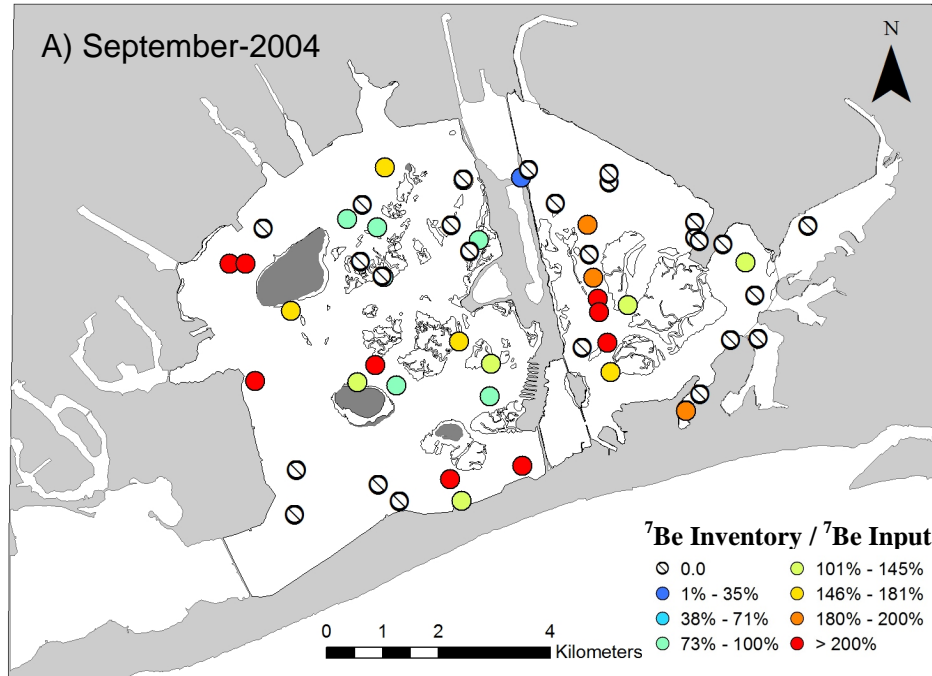 A) September-2004
N
⁷Be Inventory / ⁷Be Input
0.0
1% - 35%
38% - 71%
73% - 100%
101% - 145%
146% - 181%
180% - 200%
> 200%
0 1 2 4
Kilometers